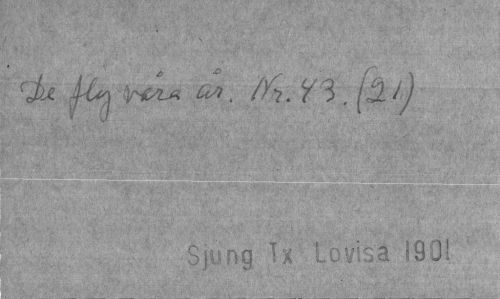 De fly våra år. Nr. 43. (21)
Sjung Tx Lovisa 1901